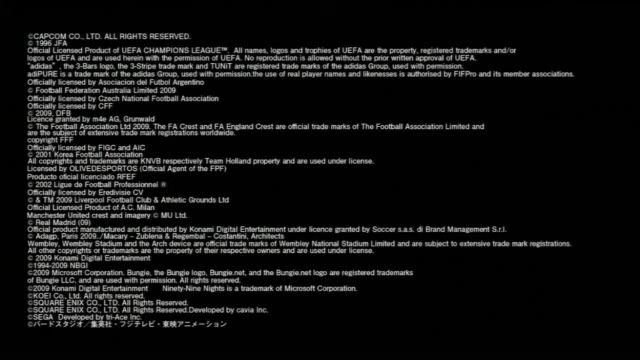 ©CAPCOM CO., LTD. ALL RIGHTS RESERVED.
© 1996 JFA
Official Licensed Product of UEFA CHAMPIONS LEAGUE™. All names, logos and trophies of UEFA are the property, registered trademarks and/or
logos of UEFA and are used herein with the permission of UEFA. No reproduction is allowed without the prior written approval of UEFA.
"adidas", the 3-Bars logo, the 3-Stripe trade mark and TUNiT are registered trade marks of the adidas Group, used with permission.
adiPURE is a trade mark of the adidas Group, used with permission.the use of real player names and likenesses is authorised by FIFPro and its member associations.
Officially licensed by Asociacion del Futbol Argentino
© Football Federation Australia Limited 2009
Officially licensed by Czech National Football Association
Officially licensed by CFF
© 2009, DFB
Licence granted by m4e AG, Grunwald
© The Football Association Ltd 2009. The FA Crest and FA England Crest are official trade marks of The Football Association Limited and
are the subject of extensive trade mark registrations worldwide.
copyright FFF
Officially licensed by FIGC and AIC
© 2001 Korea Football Association
All copyrights and trademarks are KNVB respectively Team Holland property and are used under license.
Licensed by OLIVEDESPORTOS (Official Agent of the FPF)
Producto oficial licenciado RFEF
© 2002 Ligue de Football Professionnel ®
Officially licensed by Eredivisie CV
© & TM 2009 Liverpool Football Club & Athletic Grounds Ltd
Official Licensed Product of A.C. Milan
Manchester United crest and imagery © MU Ltd.
© Real Madrid (09)
Official product manufactured and distributed by Konami Digital Entertainment under licence granted by Soccer s.a.s. di Brand Management S.r.l.
© Adagp, Paris 2009../Macary – Zublena & Regembal – Costantini, Architects
Wembley, Wembley Stadium and the Arch device are official trade marks of Wembley National Stadium Limited and are subject to extensive trade mark registrations.
All other copyrights or trademarks are the property of their respective owners and are used under license.
© 2009 Konami Digital Entertainment
©1994-2009 NBGI
©2009 Microsoft Corporation. Bungie, the Bungie logo, Bungie.net, and the Bungie.net logo are registered trademarks
of Bungie LLC, and are used with permission. All rights reserved.
©2009 Konami Digital Entertainment Ninety-Nine Nights is a trademark of Microsoft Corporation.
©KOEI Co., Ltd. All rights reserved.
©SQUARE ENIX CO., LTD. All Rights Reserved.
©SQUARE ENIX CO., LTD. All Rights Reserved.Developed by cavia Inc.
©SEGA Developed by tri-Ace Inc.
©バードスタジオ／集英社・フジテレビ・東映アニメーション